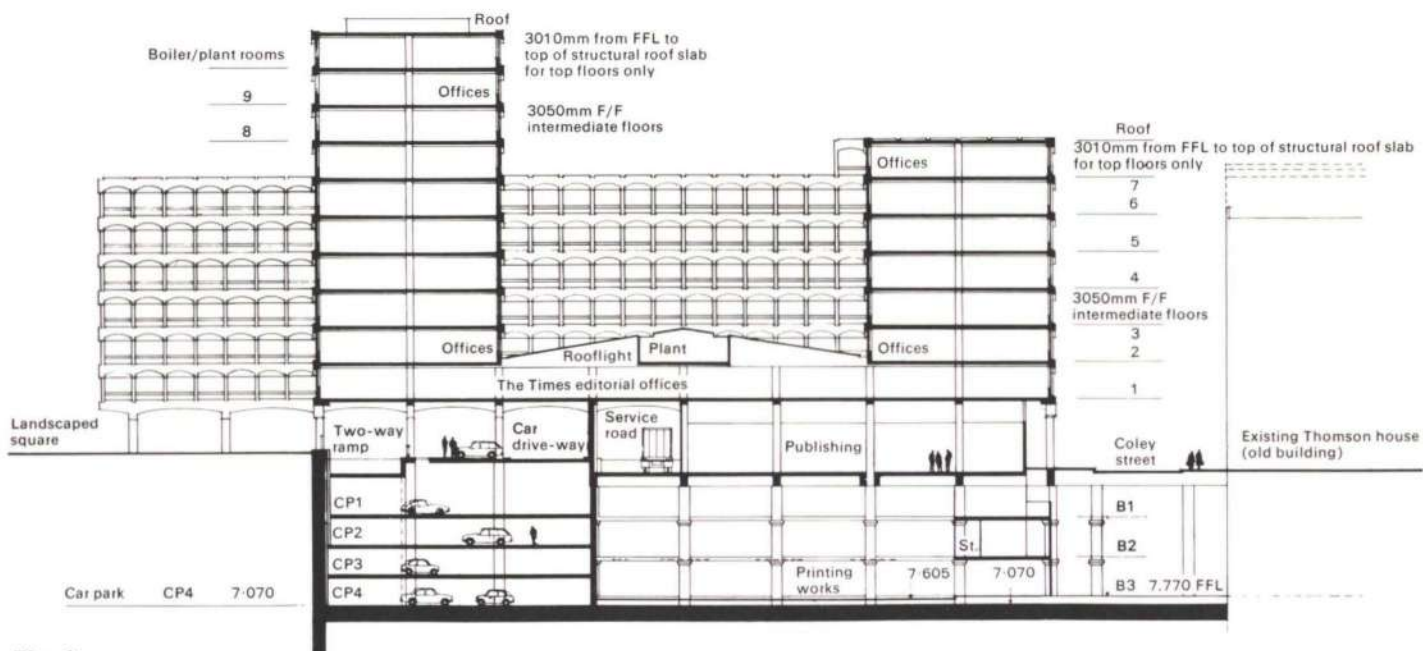 Roof
Boiler/plant rooms
3010mm from FFL to
top of structural roof slab
for top floors only
9
Offices
3050mm F/F
intermediate floors
8
Roof
3010mm from FFL to top of structural roof slab
for top floors only
Offices
7
6
5
4
3050mm F/F
intermediate floors
3
2
Offices
Rooflight
Plant
Offices
The Times editorial offices
1
Landscaped
square
Two-way
ramp
Car
drive-way
Service
road
Publishing
Coley
street
Existing Thomson house
(old building)
CP1
B1
CP2
St.
B2
CP3
Printing
works
7·605
7·070
Car park CP4 7·070
CP4
B3 7.770 FFL